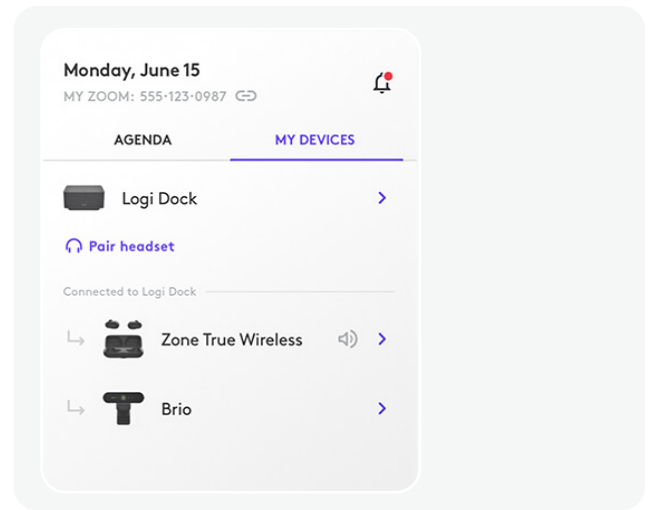 Monday, June 15
MY ZOOM: 555·123·0987
AGENDA MY DEVICES
Logi Dock
Pair headset
Connected to Logi Dock
Zone True Wireless
Brio